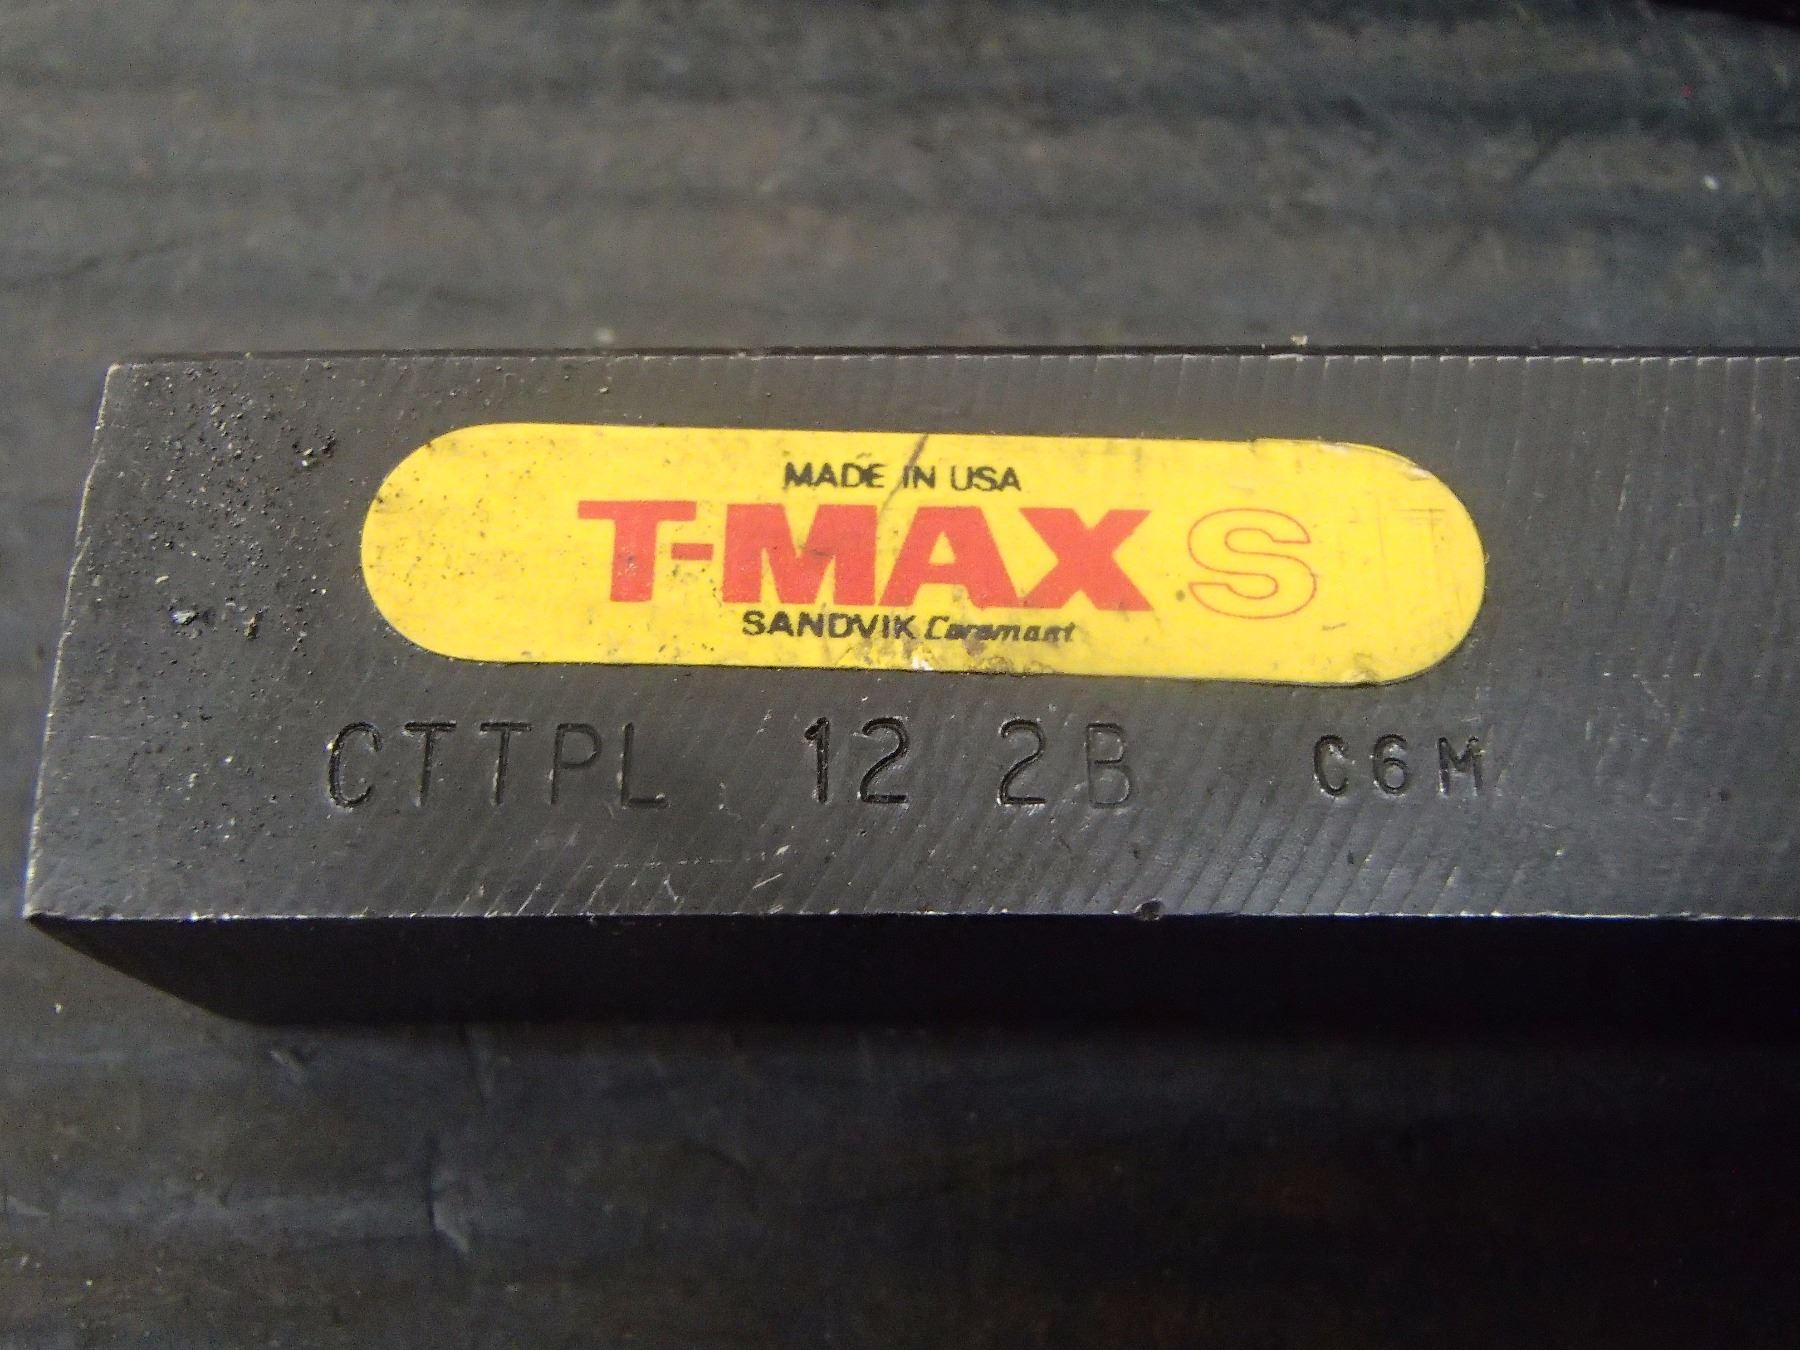 MADE IN USA
T-MAX S
SANDVIK Coromant
CTTPL 12 2B C6M